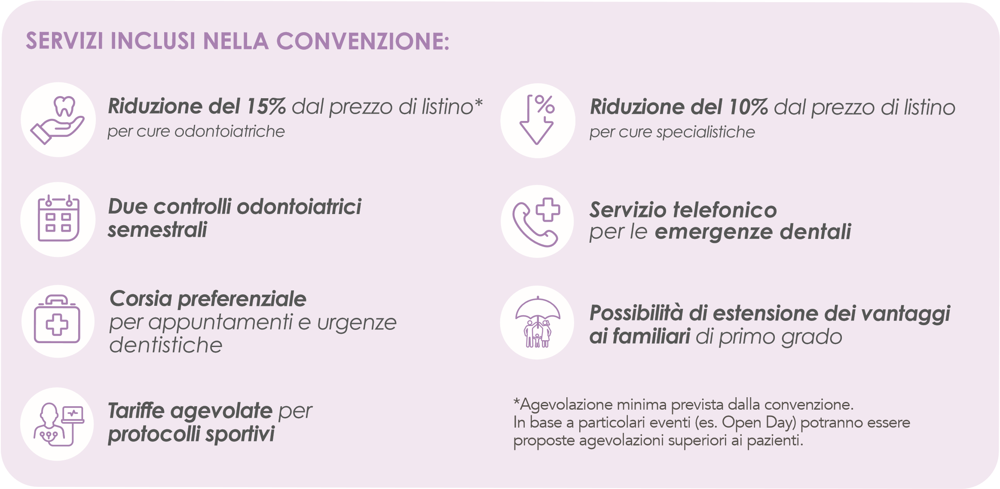 SERVIZI INCLUSI NELLA CONVENZIONE:
Riduzione del 15% dal prezzo di listino*
per cure odontoiatriche
Riduzione del 10% dal prezzo di listino
per cure specialistiche
Due controlli odontoiatrici
semestrali
Servizio telefonico
per le emergenze dentali
Corsia preferenziale
per appuntamenti e urgenze
dentistiche
Possibilità di estensione dei vantaggi
ai familiari di primo grado
Tariffe agevolate per
protocolli sportivi
*Agevolazione minima prevista dalla convenzione.
In base a particolari eventi (es. Open Day) potranno essere
proposte agevolazioni superiori ai pazienti.